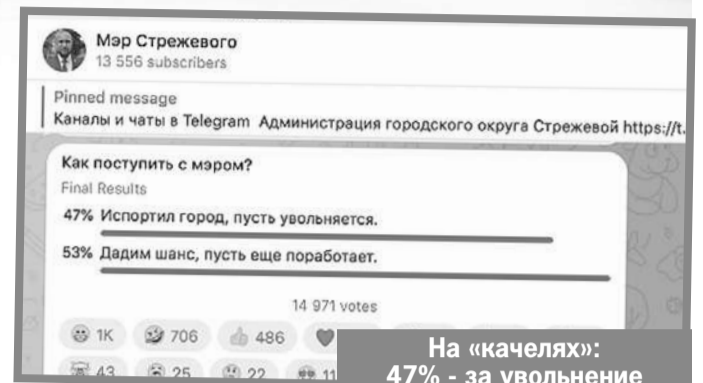 Мэр Стрежевого
13 556 subscribers
Pinned message
Каналы и чаты в Telegram Администрация городского округа Стрежевой https://t.
Как поступить с мэром?
Final Results
47% Испортил город, пусть увольняется.
53% Дадим шанс, пусть еще поработает.
14 971 votes
1K 706 486
43 25 22 11
На «качелях»:
47% - за увольнение